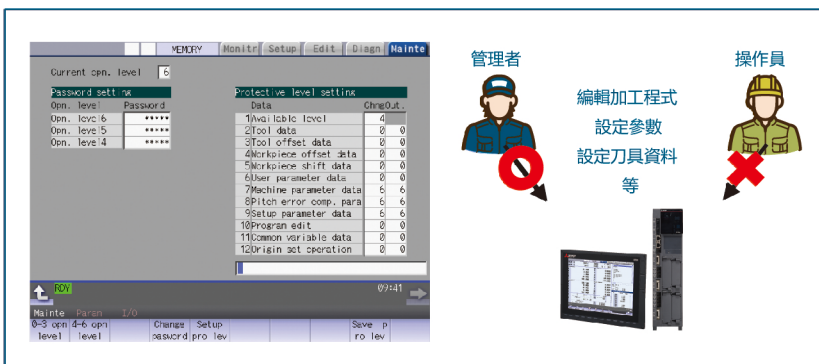 MEMORY Monitr Setup Edit Diagn Mainte
Current opn. level 6
Password setting
Opn. level Password
Opn. level6 *****
Opn. level5 *****
Opn. level4 *****
Protective level setting
Data ChngOut.
1 Available level 4
2 Tool data 0 0
3 Tool offset data 0 0
4 Workpiece offset data 0 0
5 Workpiece shift data 0 0
6 User parameter data 0 0
7 Machine parameter data 6 6
8 Pitch error comp. para 6 6
9 Setup parameter data 6 6
10 Program edit 0 0
11 Common variable data 0 0
12 Origin set operation 0 0
RDY 09:41
Mainte Param I/O
0-3 opn level
4-6 opn level
Change pasword
Setup pro lev
Save p ro lev
管理者
編輯加工程式
設定參數
設定刀具資料
等
操作員